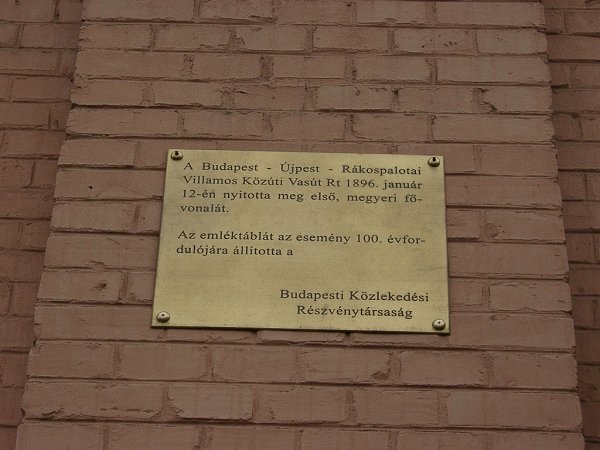 A Budapest - Újpest - Rákospalotai
Villamos Közúti Vasút Rt 1896. január
12-én nyitotta meg első, megyeri fő-
vonalát.
Az emléktáblát az esemény 100. évfor-
dulójára állította a
Budapesti Közlekedési
Részvénytársaság